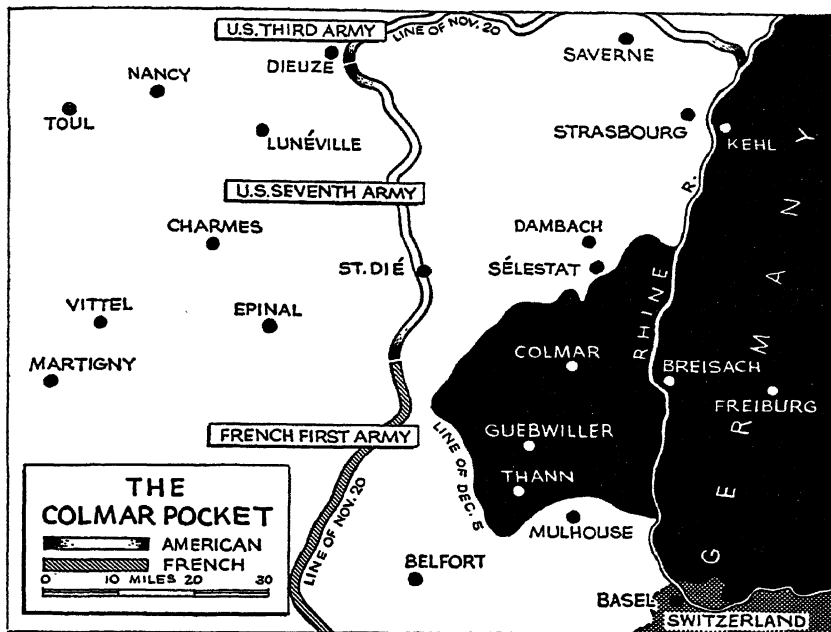 U.S. THIRD ARMY
LINE OF NOV. 20
DIEUZE
SAVERNE
NANCY
TOUL
LUNÉVILLE
STRASBOURG
KEHL
U.S. SEVENTH ARMY
R.
CHARMES
DAMBACH
ST. DIÉ
SÉLESTAT
VITTEL
EPINAL
RHINE
GERMANY
MARTIGNY
COLMAR
BREISACH
FREIBURG
FRENCH FIRST ARMY
LINE OF DEC. 5
GUEBWILLER
THANN
MULHOUSE
LINE OF NOV. 20
BELFORT
BASEL
SWITZERLAND
THE
COLMAR POCKET
AMERICAN
FRENCH
0 10 MILES 20 30